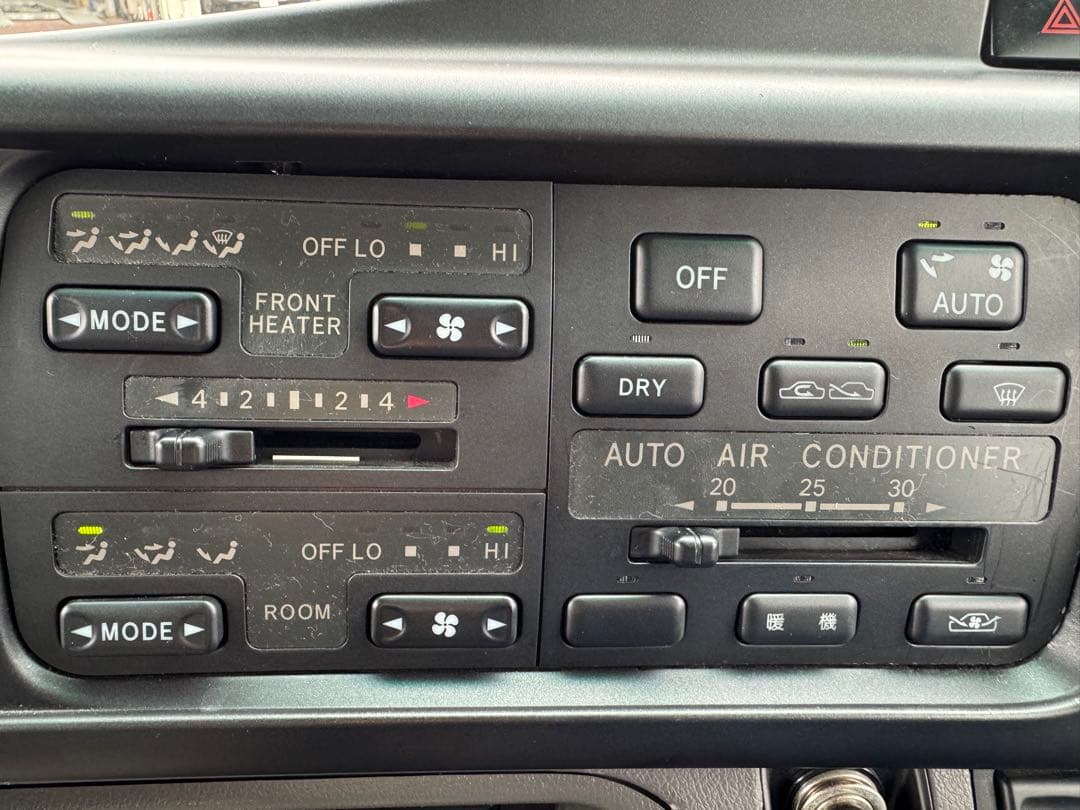 OFF LO HI
MODE
FRONT
HEATER
4 2 2 4
OFF LO HI
MODE
ROOM
OFF
AUTO
DRY
AUTO AIR CONDITIONER
20 25 30
暖機